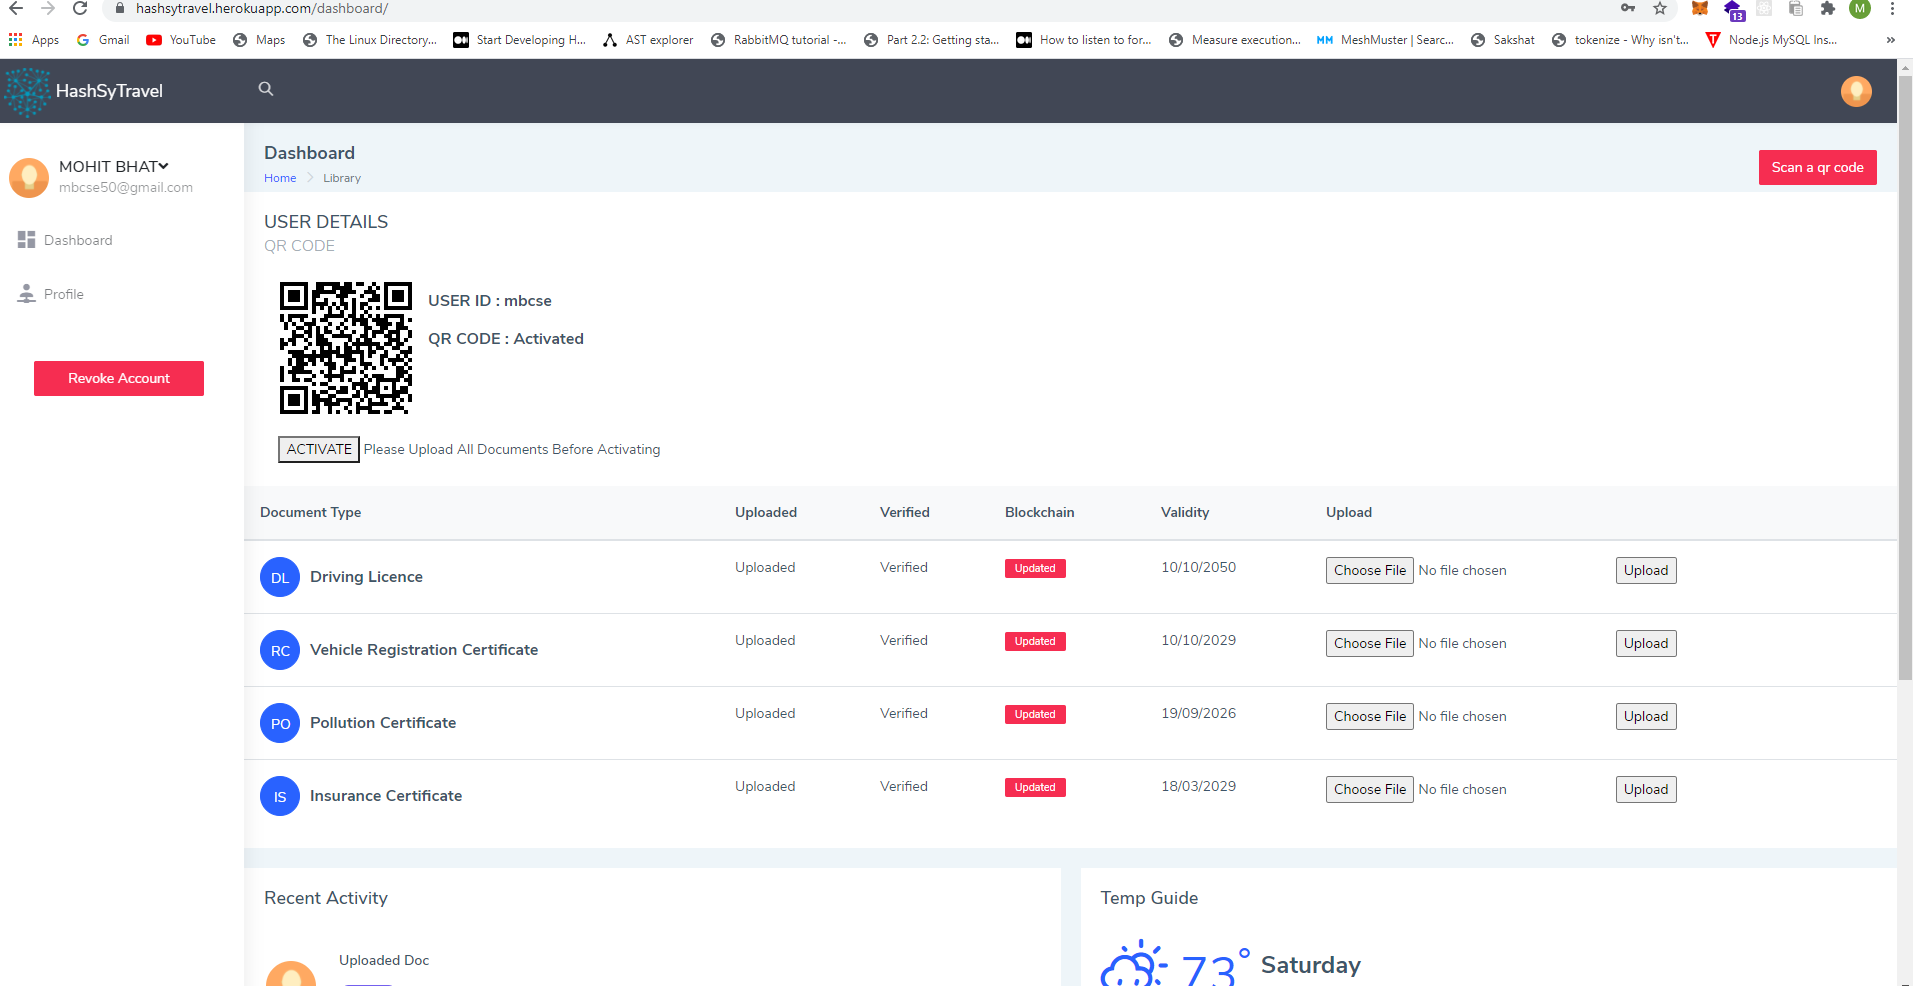 hashsytravel.herokuapp.com/dashboard/
M
13
Apps Gmail YouTube Maps The Linux Directory... Start Developing H... AST explorer RabbitMQ tutorial -... Part 2.2: Getting sta... How to listen to for... Measure execution... MM MeshMuster | Searc... Sakshat tokenize - Why isn't... T Node.js MySQL Ins... »
HashSyTravel
MOHIT BHAT
mbcse50@gmail.com
Dashboard
Profile
Revoke Account
Dashboard
Home Library
Scan a qr code
USER DETAILS
QR CODE
USER ID : mbcse
QR CODE : Activated
ACTIVATE Please Upload All Documents Before Activating
Document Type Uploaded Verified Blockchain Validity Upload
DL Driving Licence Uploaded Verified Updated 10/10/2050 Choose File No file chosen Upload
RC Vehicle Registration Certificate Uploaded Verified Updated 10/10/2029 Choose File No file chosen Upload
PO Pollution Certificate Uploaded Verified Updated 19/09/2026 Choose File No file chosen Upload
IS Insurance Certificate Uploaded Verified Updated 18/03/2029 Choose File No file chosen Upload
Recent Activity
Uploaded Doc
Temp Guide
73° Saturday